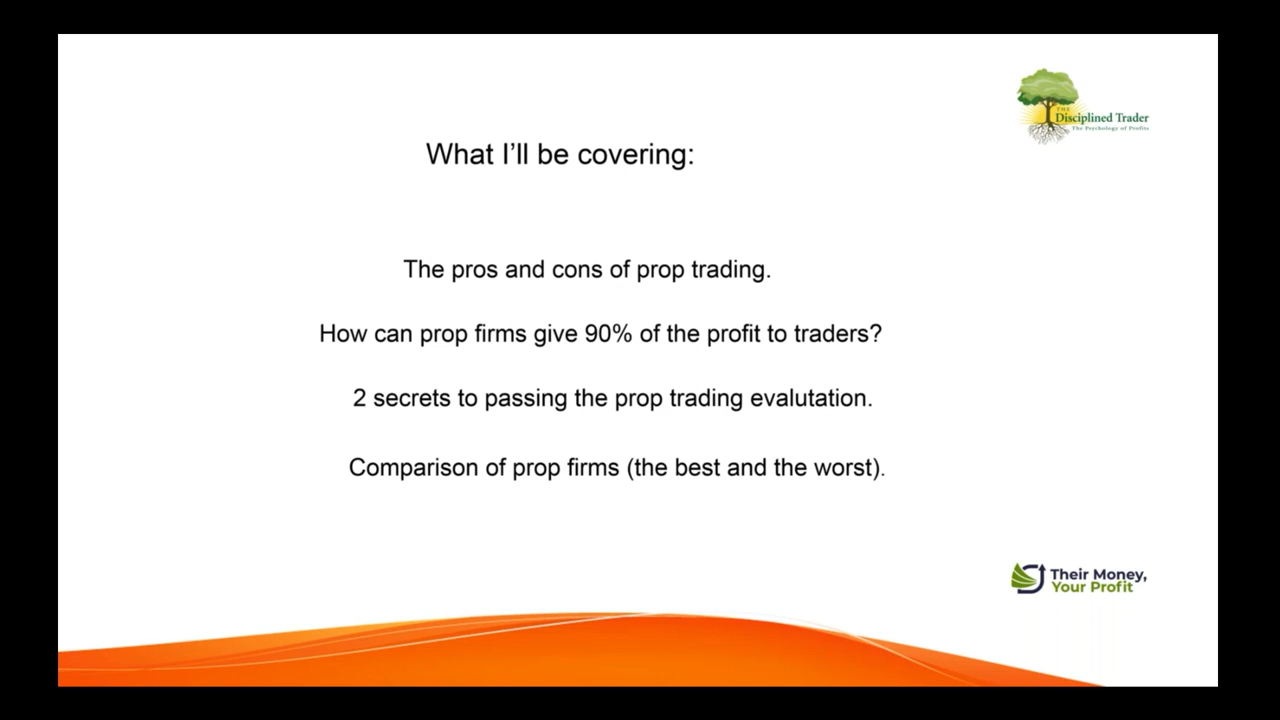 THE
Disciplined Trader
The Psychology of Profits
What I'll be covering:
The pros and cons of prop trading.
How can prop firms give 90% of the profit to traders?
2 secrets to passing the prop trading evalutation.
Comparison of prop firms (the best and the worst).
Their Money,
Your Profit